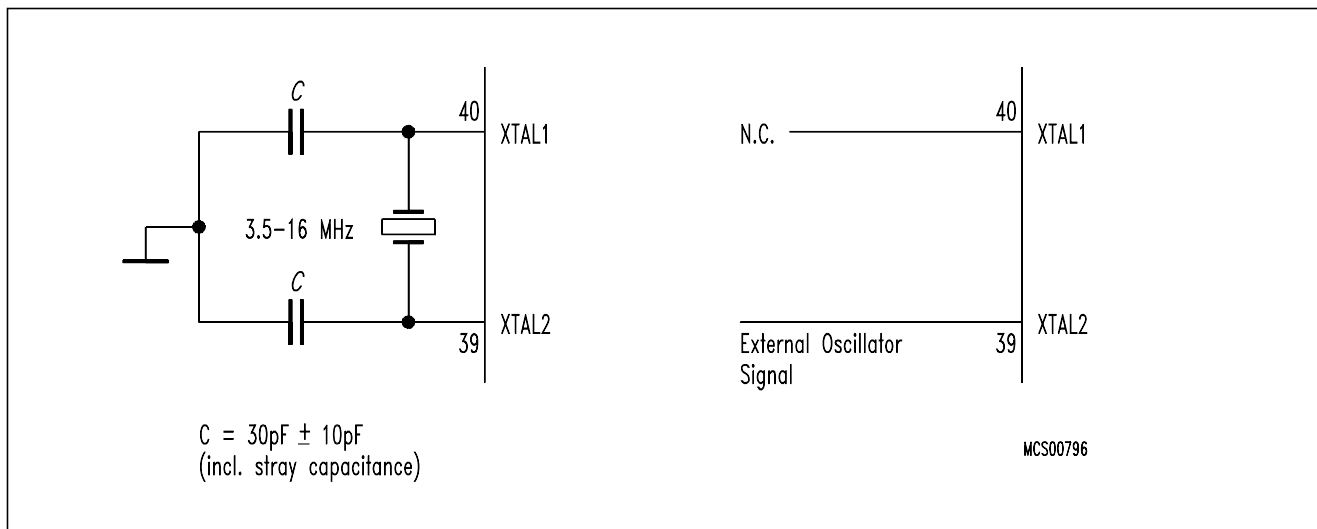 C
40
XTAL1
3.5–16 MHz
C
XTAL2
39
C = 30pF ± 10pF
(incl. stray capacitance)
40
N.C.
XTAL1
XTAL2
External Oscillator
39
Signal
MCS00796